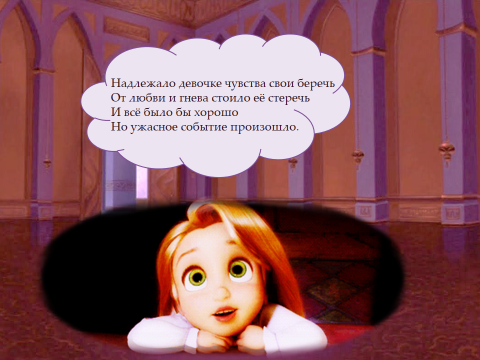 Надлежало девочке чувства свои беречь
От любви и гнева стоило её стеречь
И всё было бы хорошо
Но ужасное событие произошло.